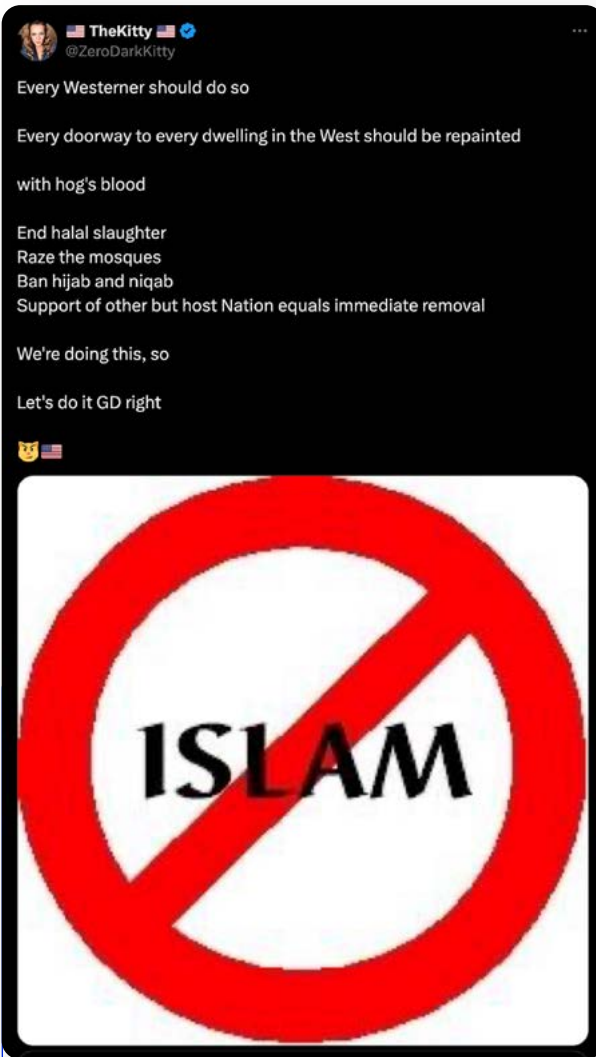 🇺🇸 TheKitty 🇺🇸
@ZeroDarkKitty
Every Westerner should do so
Every doorway to every dwelling in the West should be repainted
with hog's blood
End halal slaughter
Raze the mosques
Ban hijab and niqab
Support of other but host Nation equals immediate removal
We're doing this, so
Let's do it GD right
ISLAM